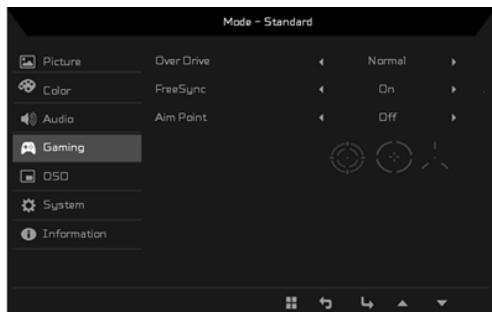 Mode - Standard
Picture
Over Drive Normal
Color
FreeSync On
Audio
Aim Point Off
Gaming
OSD
System
Information